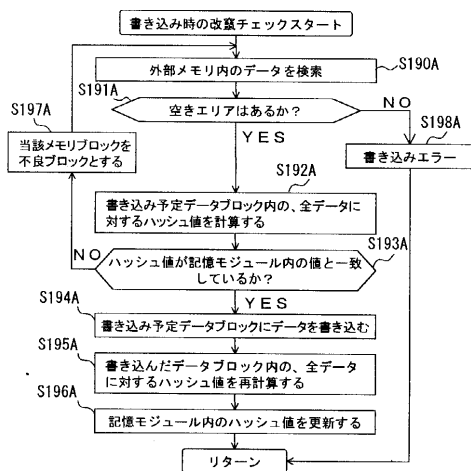 書き込み時の改竄チェックスタート
外部メモリ内のデータを検索
S190A
S191A
空きエリアはあるか?
NO
S197A
当該メモリブロックを
不良ブロックとする
YES
S198A
書き込みエラー
S192A
書き込み予定データブロック内の、全データ
に対するハッシュ値を計算する
NO
S193A
ハッシュ値が記憶モジュール内の値と一致
しているか?
YES
S194A
書き込み予定データブロックにデータを書き込む
S195A
書き込んだデータブロック内の、全データ
に対するハッシュ値を再計算する
S196A
記憶モジュール内のハッシュ値を更新する
リターン